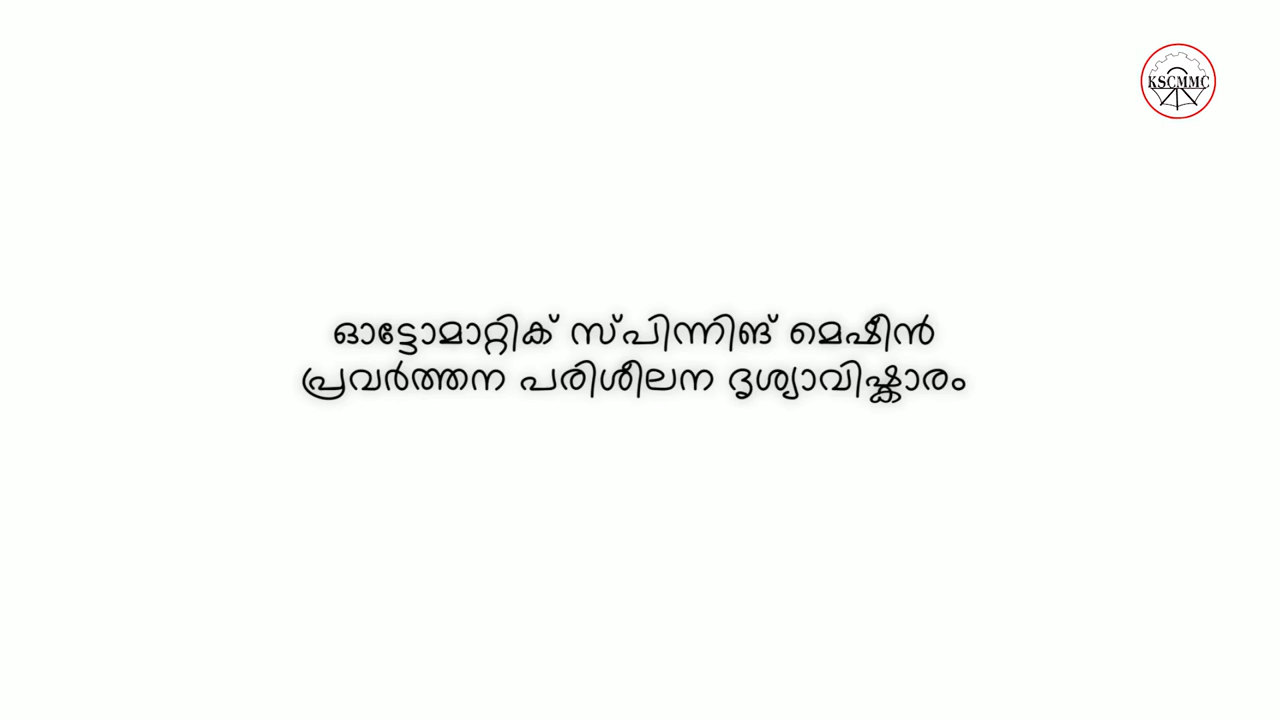 KSCMMC
ഓട്ടോമാറ്റിക് സ്പിന്നിങ് മെഷീൻ
പ്രവർത്തന പരിശീലന ദൃശ്യാവിഷ്കാരം